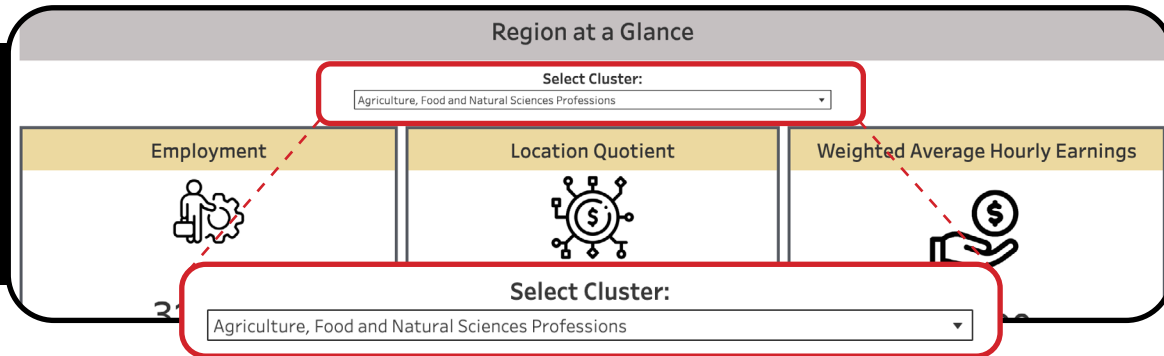 Region at a Glance
Select Cluster:
Agriculture, Food and Natural Sciences Professions
Employment
Location Quotient
Weighted Average Hourly Earnings
$
$
Select Cluster:
Agriculture, Food and Natural Sciences Professions